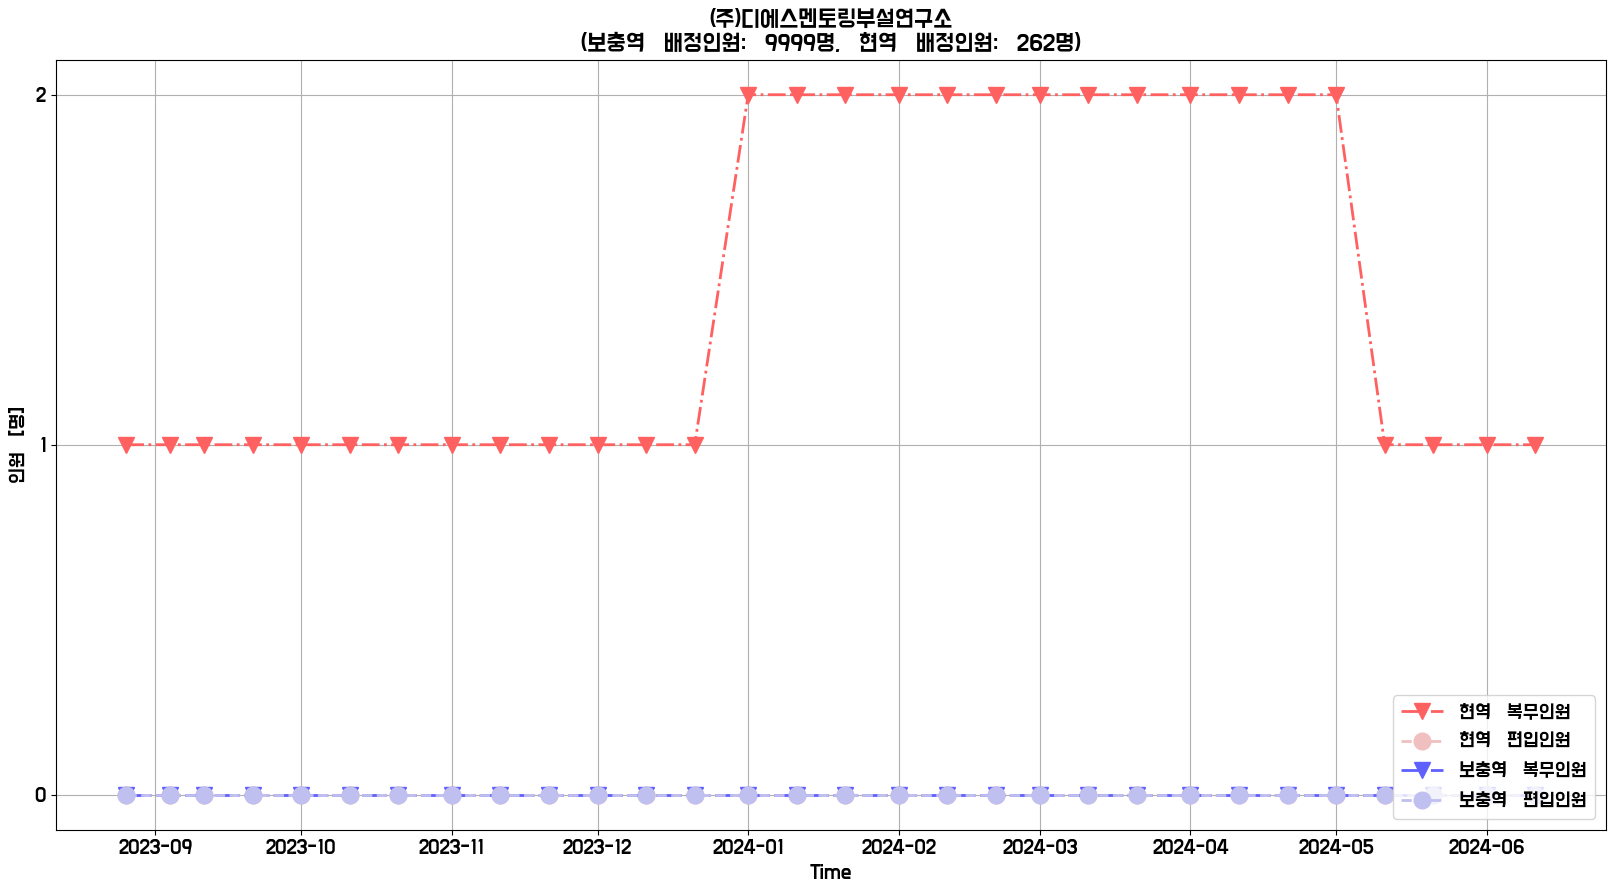 (주)디에스멘토링부설연구소
(보충역 배정인원: 9999명, 현역 배정인원: 262명)
인원 [명]
2
1
0
현역 복무인원
현역 편입인원
보충역 복무인원
보충역 편입인원
2023-09 2023-10 2023-11 2023-12 2024-01 2024-02 2024-03 2024-04 2024-05 2024-06
Time